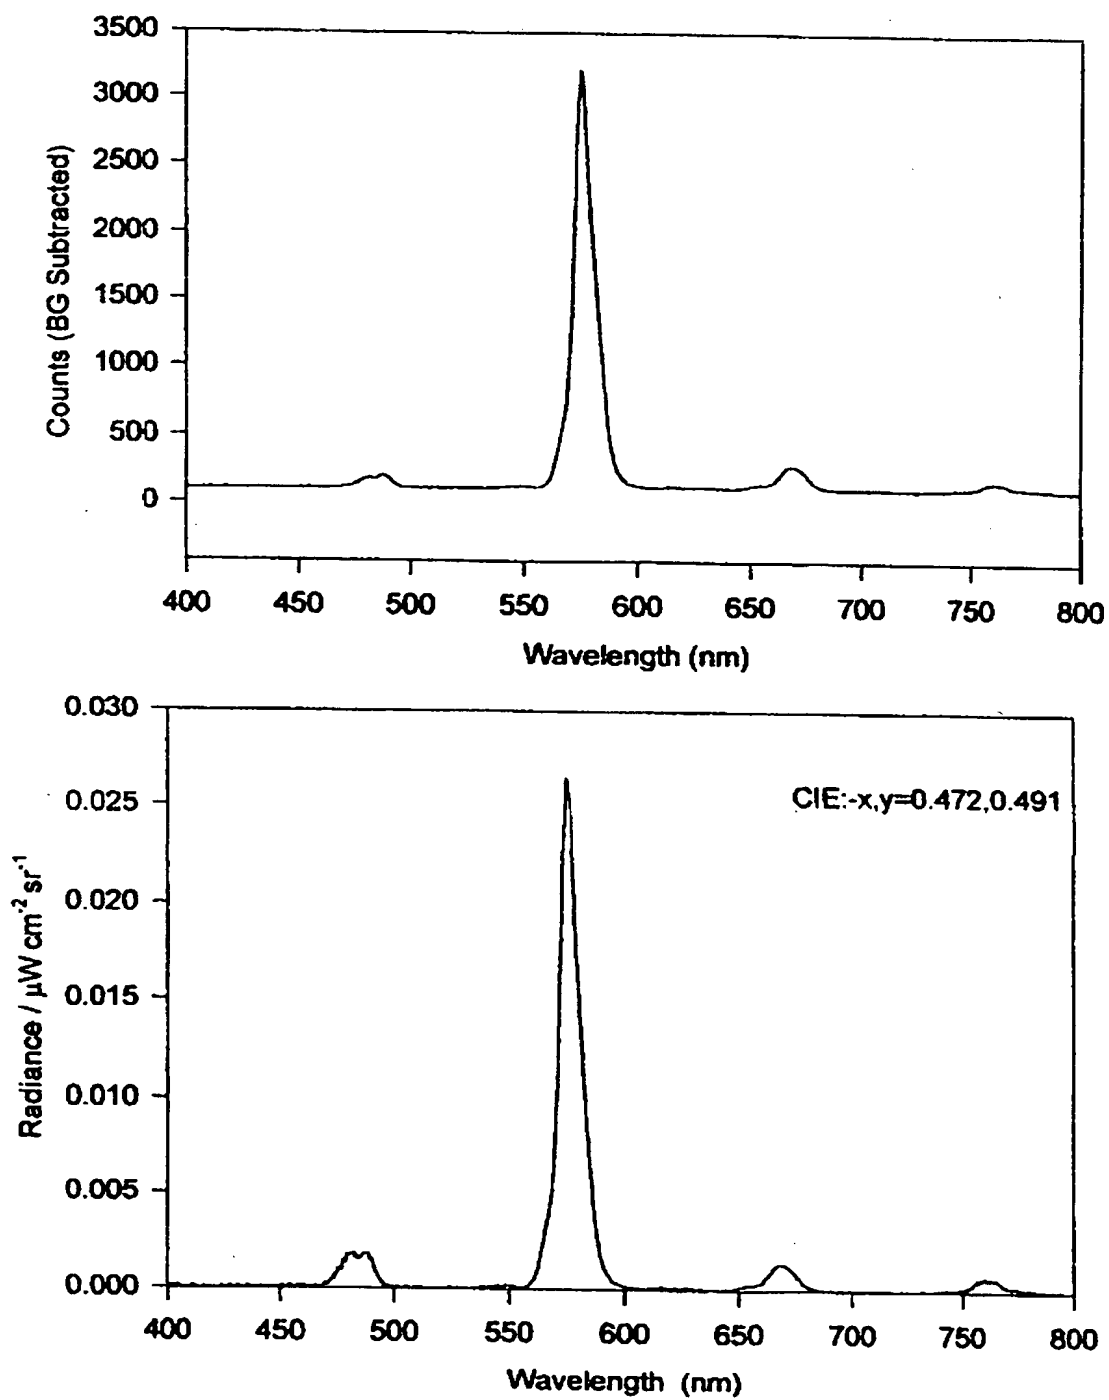 3500
3000
2500
2000
1500
1000
500
0
Counts (BG Subtracted)
400 450 500 550 600 650 700 750 800
Wavelength (nm)
0.030
0.025
0.020
0.015
0.010
0.005
0.000
Radiance / μW cm⁻² sr⁻¹
CIE:-x,y=0.472,0.491
400 450 500 550 600 650 700 750 800
Wavelength (nm)